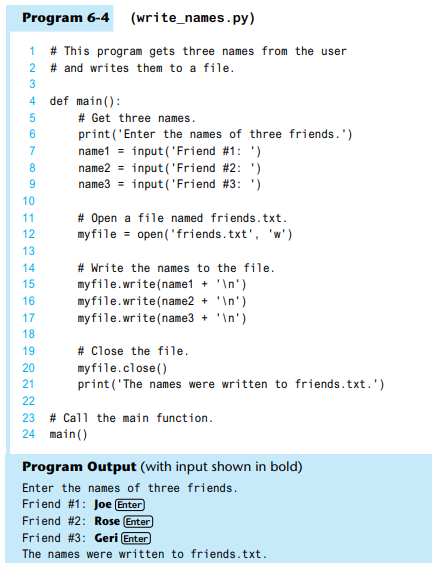 Program 6-4 (write_names.py)
1 # This program gets three names from the user
2 # and writes them to a file.
3
4 def main():
5     # Get three names.
6     print('Enter the names of three friends.')
7     name1 = input('Friend #1: ')
8     name2 = input('Friend #2: ')
9     name3 = input('Friend #3: ')
10
11     # Open a file named friends.txt.
12     myfile = open('friends.txt', 'w')
13
14     # Write the names to the file.
15     myfile.write(name1 + '\n')
16     myfile.write(name2 + '\n')
17     myfile.write(name3 + '\n')
18
19     # Close the file.
20     myfile.close()
21     print('The names were written to friends.txt.')
22
23 # Call the main function.
24 main()
Program Output (with input shown in bold)
Enter the names of three friends.
Friend #1: Joe Enter
Friend #2: Rose Enter
Friend #3: Geri Enter
The names were written to friends.txt.